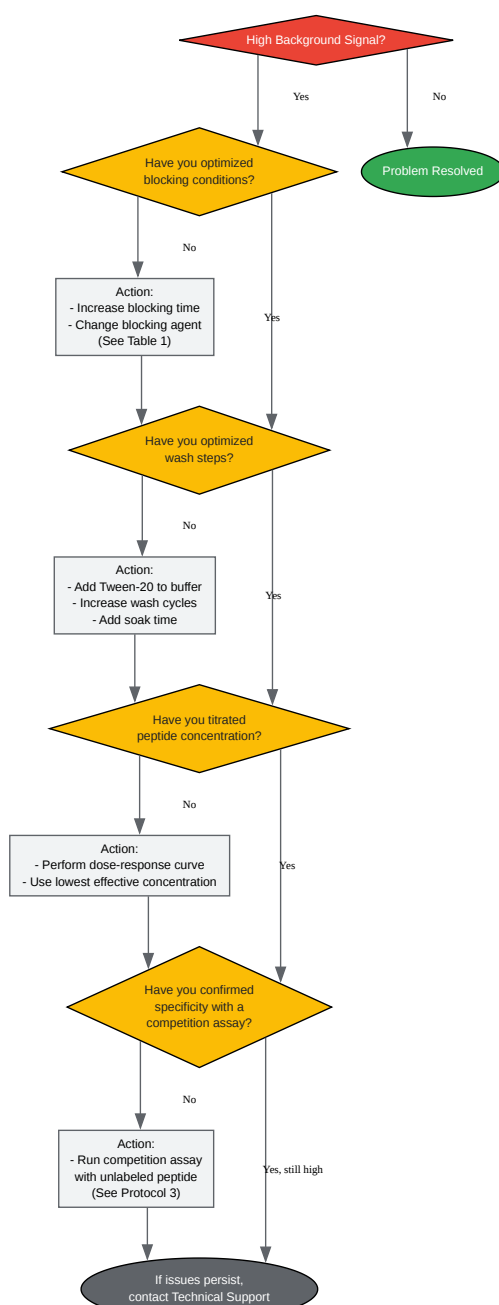 High Background Signal?
Yes
No
Have you optimized
blocking conditions?
Problem Resolved
No
Action:
- Increase blocking time
- Change blocking agent
(See Table 1)
Yes
Have you optimized
wash steps?
No
Action:
- Add Tween-20 to buffer
- Increase wash cycles
- Add soak time
Yes
Have you titrated
peptide concentration?
No
Action:
- Perform dose-response curve
- Use lowest effective concentration
Yes
Have you confirmed
specificity with a
competition assay?
No
Action:
- Run competition assay
with unlabeled peptide
(See Protocol 3)
Yes, still high
If issues persist,
contact Technical Support